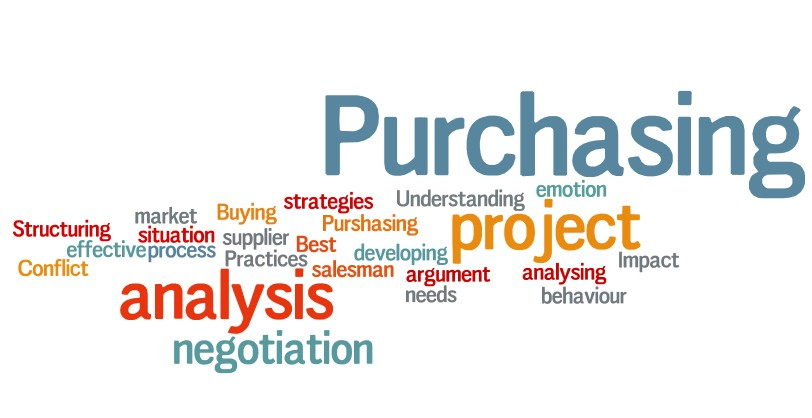 Purchasing
strategies Understanding emotion
market Buying Purshasing project
Structuring situation supplier Best
effective process Practices developing Impact
Conflict salesman argument analysing
analysis needs behaviour
negotiation